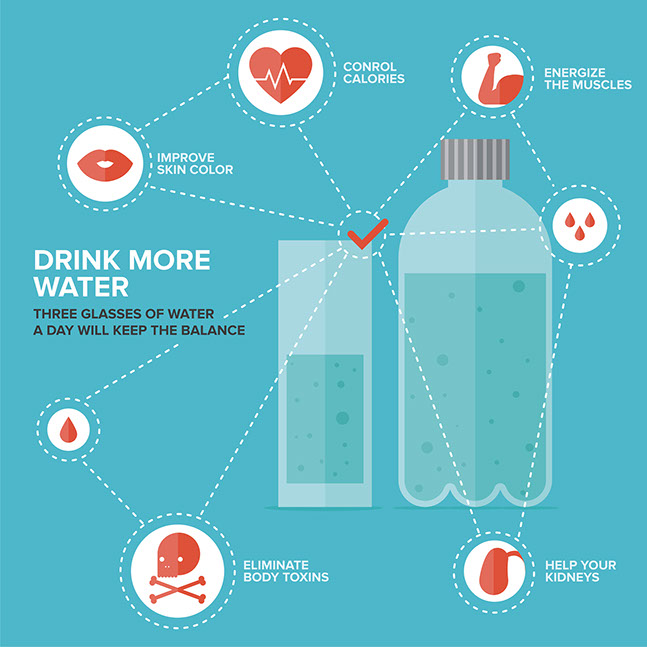 CONROL
CALORIES
ENERGIZE
THE MUSCLES
IMPROVE
SKIN COLOR
DRINK MORE
WATER
THREE GLASSES OF WATER
A DAY WILL KEEP THE BALANCE
ELIMINATE
BODY TOXINS
HELP YOUR
KIDNEYS